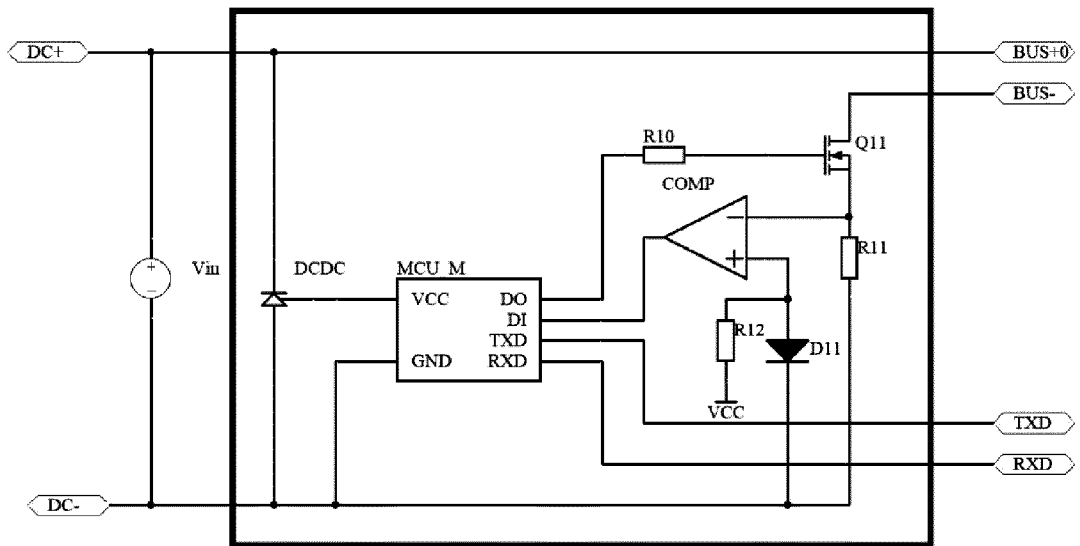 DC+
BUS+0
BUS-
R10
Q11
COMP
R11
Vin
DCDC
MCU_M
VCC
DO
DI
TXD
GND
RXD
R12
D11
VCC
TXD
RXD
DC-